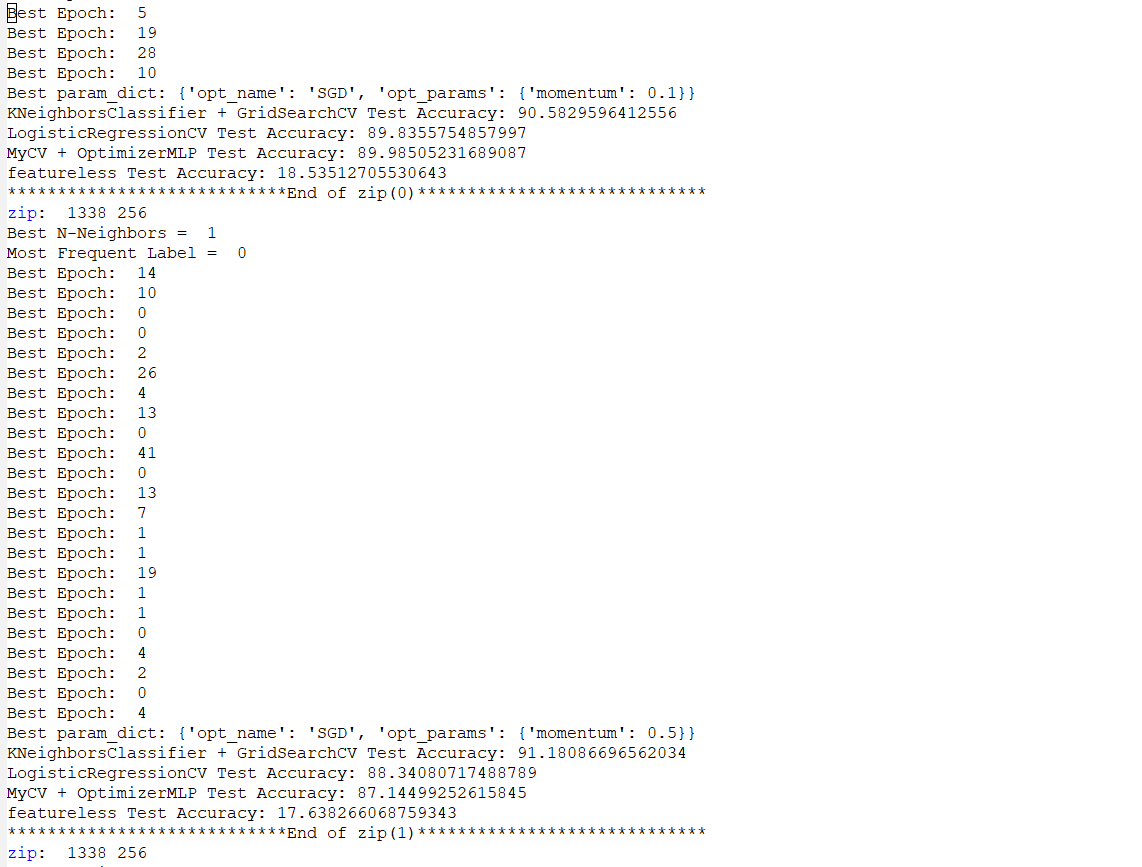 Best Epoch:  5
Best Epoch:  19
Best Epoch:  28
Best Epoch:  10
Best param_dict: {'opt_name': 'SGD', 'opt_params': {'momentum': 0.1}}
KNeighborsClassifier + GridSearchCV Test Accuracy: 90.5829596412556
LogisticRegressionCV Test Accuracy: 89.8355754857997
MyCV + OptimizerMLP Test Accuracy: 89.98505231689087
featureless Test Accuracy: 18.53512705530643
****************************End of zip(0)*****************************
zip:  1338 256
Best N-Neighbors =  1
Most Frequent Label =  0
Best Epoch:  14
Best Epoch:  10
Best Epoch:  0
Best Epoch:  0
Best Epoch:  2
Best Epoch:  26
Best Epoch:  4
Best Epoch:  13
Best Epoch:  0
Best Epoch:  41
Best Epoch:  0
Best Epoch:  13
Best Epoch:  7
Best Epoch:  1
Best Epoch:  1
Best Epoch:  19
Best Epoch:  1
Best Epoch:  1
Best Epoch:  0
Best Epoch:  4
Best Epoch:  2
Best Epoch:  0
Best Epoch:  4
Best param_dict: {'opt_name': 'SGD', 'opt_params': {'momentum': 0.5}}
KNeighborsClassifier + GridSearchCV Test Accuracy: 91.18086696562034
LogisticRegressionCV Test Accuracy: 88.34080717488789
MyCV + OptimizerMLP Test Accuracy: 87.14499252615845
featureless Test Accuracy: 17.638266068759343
****************************End of zip(1)*****************************
zip:  1338 256